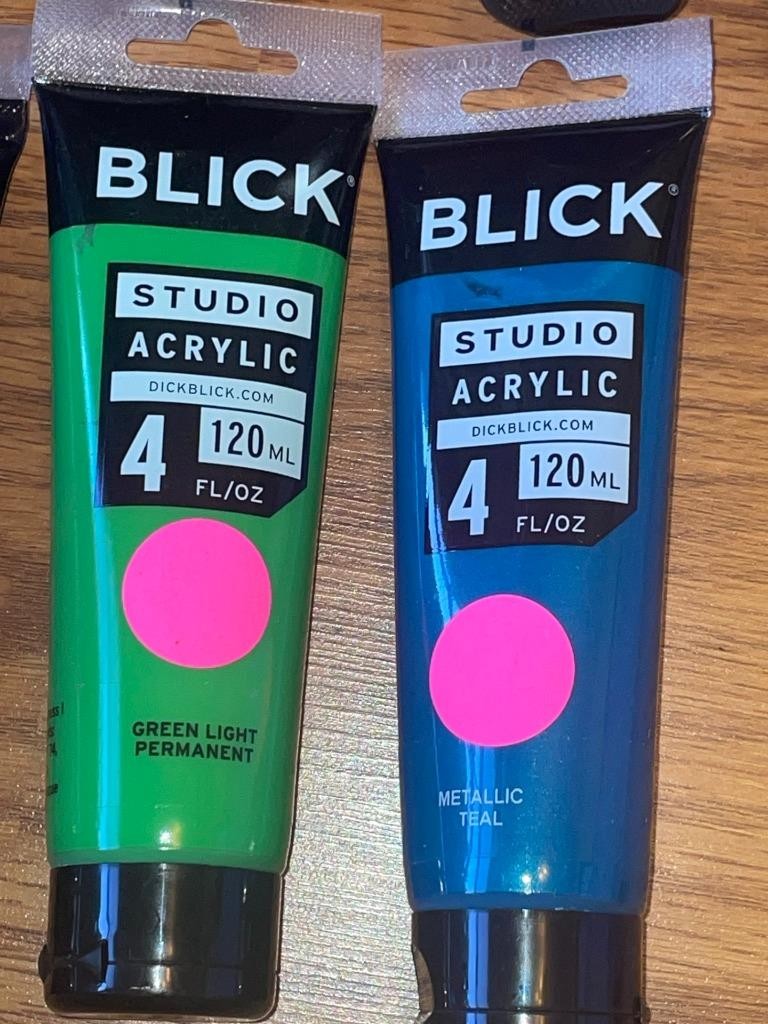 BLICK®
STUDIO
ACRYLIC
DICKBLICK.COM
4
120 ML
FL/OZ
GREEN LIGHT
PERMANENT
BLICK®
STUDIO
ACRYLIC
DICKBLICK.COM
4
120 ML
FL/OZ
METALLIC
TEAL